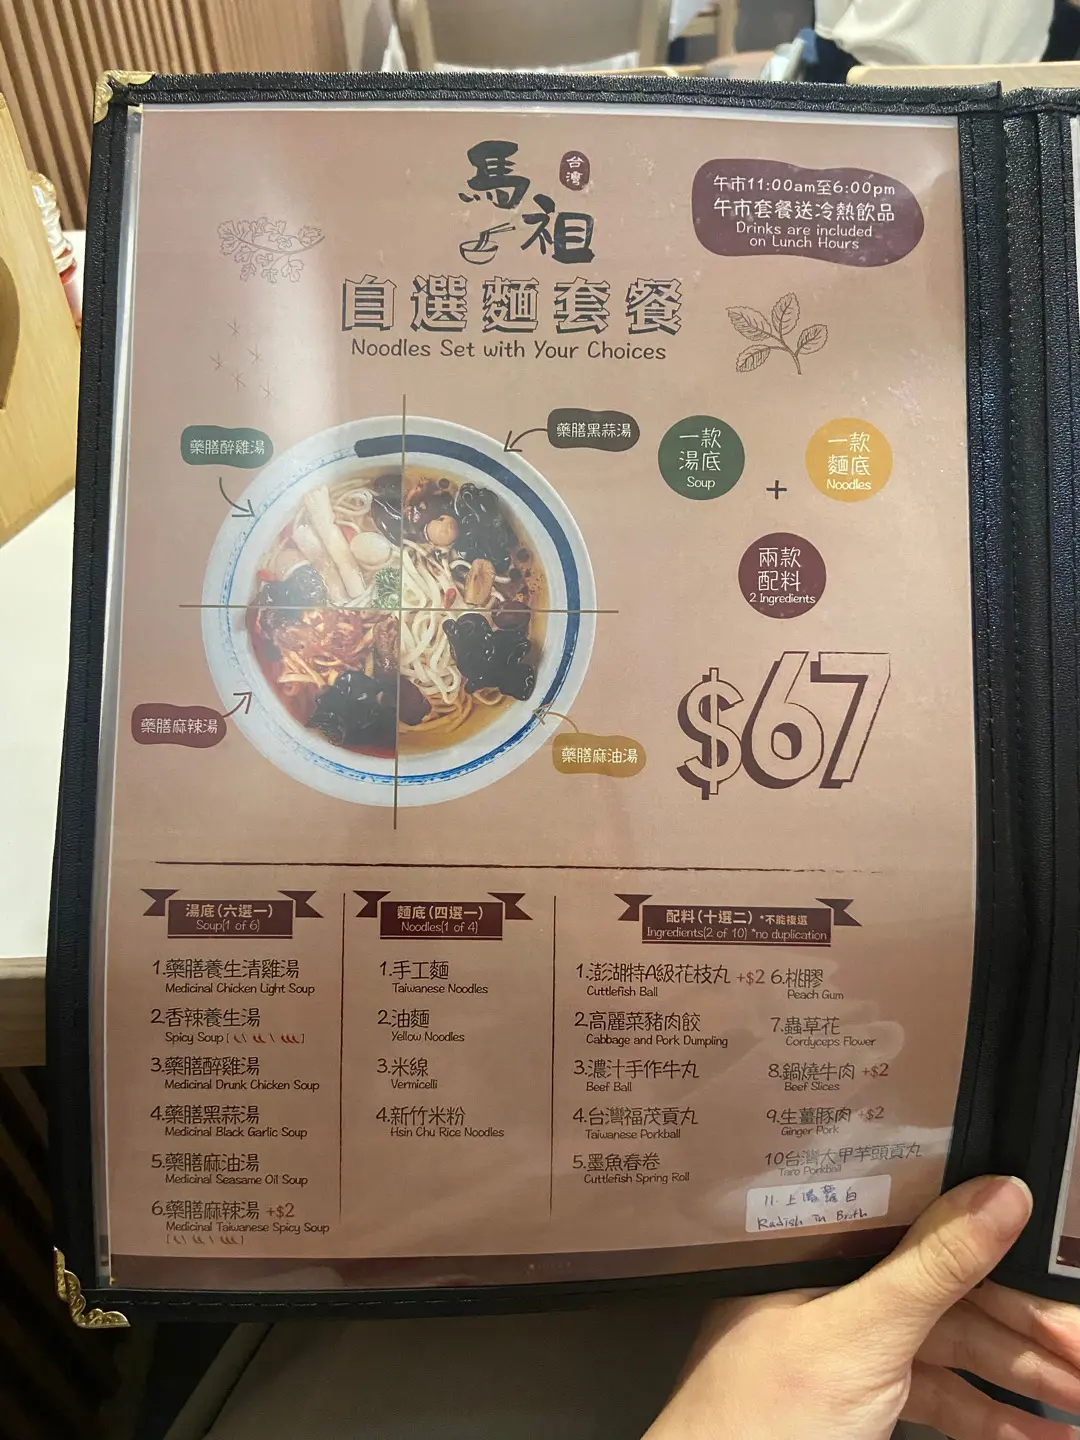 馬祖
台灣
午市11:00am至6:00pm
午市套餐送冷熱飲品
Drinks are included
on Lunch Hours
自選麵套餐
Noodles Set with Your Choices
藥膳醉雞湯
藥膳黑蒜湯
藥膳麻辣湯
藥膳麻油湯
一款
湯底
Soup
+
一款
麵底
Noodles
兩款
配料
2 Ingredients
$67
湯底(六選一)
Soup(1 of 6)
1.藥膳養生清雞湯
Medicinal Chicken Light Soup
2.香辣養生湯
Spicy Soup
3.藥膳醉雞湯
Medicinal Drunk Chicken Soup
4.藥膳黑蒜湯
Medicinal Black Garlic Soup
5.藥膳麻油湯
Medicinal Seasame Oil Soup
6.藥膳麻辣湯 +$2
Medicinal Taiwanese Spicy Soup
麵底(四選一)
Noodles(1 of 4)
1.手工麵
Taiwanese Noodles
2.油麵
Yellow Noodles
3.米線
Vermicelli
4.新竹米粉
Hsin Chu Rice Noodles
配料(十選二) *不能複選
Ingredients(2 of 10) *no duplication
1.澎湖特A級花枝丸 +$2
Cuttlefish Ball
2.高麗菜豬肉餃
Cabbage and Pork Dumpling
3.濃汁手作牛丸
Beef Ball
4.台灣福茂貢丸
Taiwanese Porkball
5.墨魚春卷
Cuttlefish Spring Roll
6.桃膠
Peach Gum
7.蟲草花
Cordyceps Flower
8.鍋燒牛肉 +$2
Beef Slices
9.生薑豚肉 +$2
Ginger Pork
10台灣大甲芋頭貢丸
Taro Porkball
11.上湯蘿白
Radish in Broth